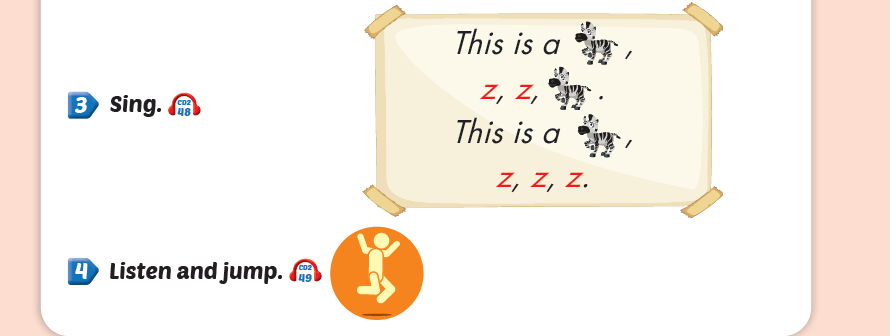 This is a ,
z, z, .
3 Sing. CD2 48
This is a ,
z, z, z.
4 Listen and jump. CD2 49